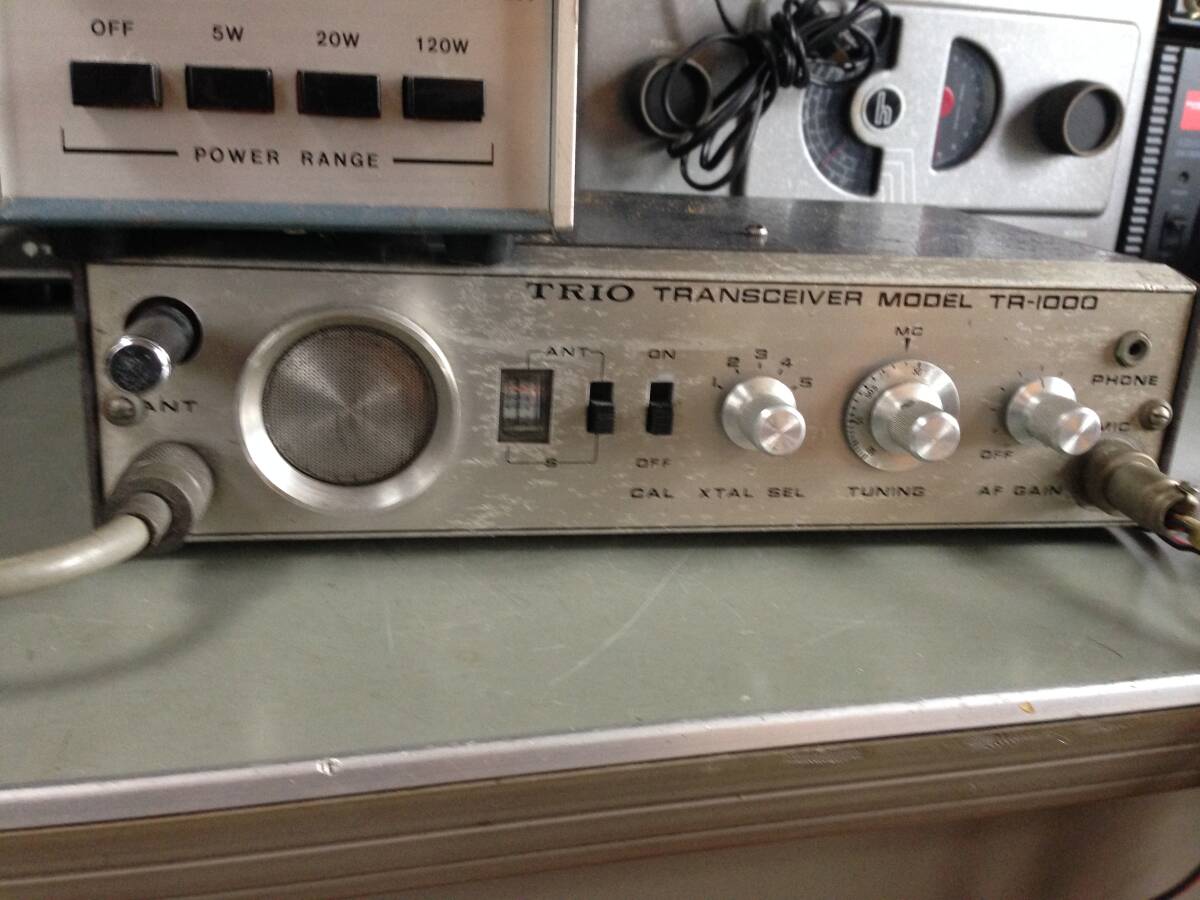 OFF 5W 20W 120W
POWER RANGE
h
TRIO TRANSCEIVER MODEL TR-1000
ANT
ANT
S
ON
OFF
CAL
1 2 3 4 5
XTAL SEL
MC
TUNING
OFF
AF GAIN
PHONE
MIC